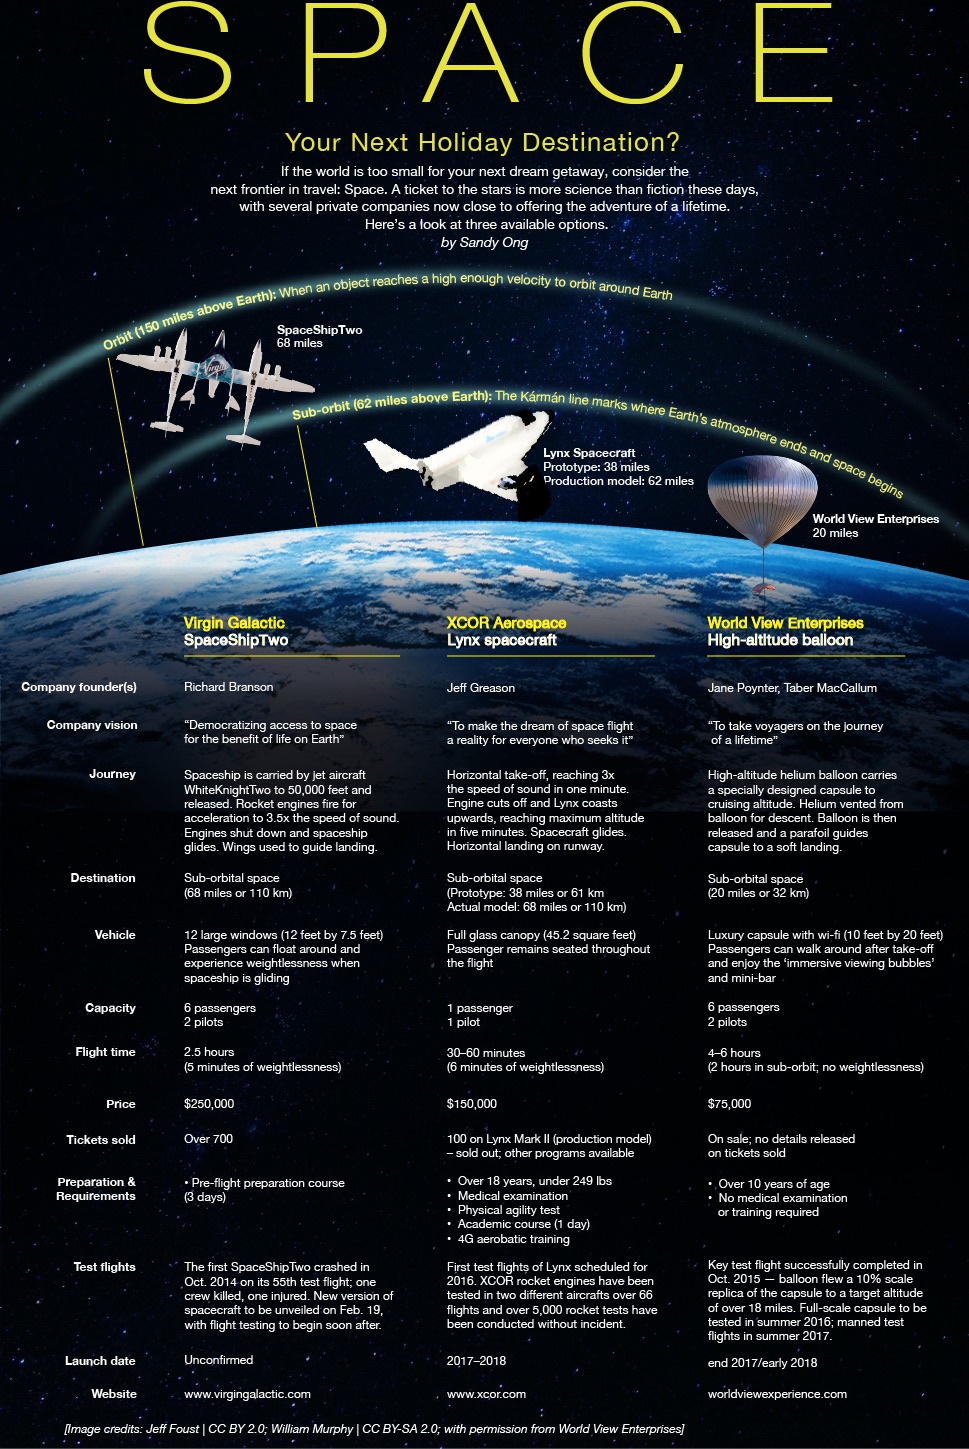 SPACE
Your Next Holiday Destination?
If the world is too small for your next dream getaway, consider the
next frontier in travel: Space. A ticket to the stars is more science than fiction these days,
with several private companies now close to offering the adventure of a lifetime.
Here's a look at three available options.
by Sandy Ong
Orbit (150 miles above Earth): When an object reaches a high enough velocity to orbit around Earth
SpaceShipTwo
68 miles
Virgin
Sub-orbit (62 miles above Earth): The Kármán line marks where Earth's atmosphere ends and space begins
Lynx Spacecraft
Prototype: 38 miles
Production model: 62 miles
World View Enterprises
20 miles
Virgin Galactic
SpaceShipTwo
XCOR Aerospace
Lynx spacecraft
World View Enterprises
High-altitude balloon
Company founder(s)
Richard Branson
Jeff Greason
Jane Poynter, Taber MacCallum
Company vision
“Democratizing access to space
for the benefit of life on Earth”
“To make the dream of space flight
a reality for everyone who seeks it”
“To take voyagers on the journey
of a lifetime”
Journey
Spaceship is carried by jet aircraft
WhiteKnightTwo to 50,000 feet and
released. Rocket engines fire for
acceleration to 3.5x the speed of sound.
Engines shut down and spaceship
glides. Wings used to guide landing.
Horizontal take-off, reaching 3x
the speed of sound in one minute.
Engine cuts off and Lynx coasts
upwards, reaching maximum altitude
in five minutes. Spacecraft glides.
Horizontal landing on runway.
High-altitude helium balloon carries
a specially designed capsule to
cruising altitude. Helium vented from
balloon for descent. Balloon is then
released and a parafoil guides
capsule to a soft landing.
Destination
Sub-orbital space
(68 miles or 110 km)
Sub-orbital space
(Prototype: 38 miles or 61 km
Actual model: 68 miles or 110 km)
Sub-orbital space
(20 miles or 32 km)
Vehicle
12 large windows (12 feet by 7.5 feet)
Passengers can float around and
experience weightlessness when
spaceship is gliding
Full glass canopy (45.2 square feet)
Passenger remains seated throughout
the flight
Luxury capsule with wi-fi (10 feet by 20 feet)
Passengers can walk around after take-off
and enjoy the ‘immersive viewing bubbles’
and mini-bar
Capacity
6 passengers
2 pilots
1 passenger
1 pilot
6 passengers
2 pilots
Flight time
2.5 hours
(5 minutes of weightlessness)
30–60 minutes
(6 minutes of weightlessness)
4–6 hours
(2 hours in sub-orbit; no weightlessness)
Price
$250,000
$150,000
$75,000
Tickets sold
Over 700
100 on Lynx Mark II (production model)
– sold out; other programs available
On sale; no details released
on tickets sold
Preparation &
Requirements
• Pre-flight preparation course
(3 days)
• Over 18 years, under 249 lbs
• Medical examination
• Physical agility test
• Academic course (1 day)
• 4G aerobatic training
• Over 10 years of age
• No medical examination
or training required
Test flights
The first SpaceShipTwo crashed in
Oct. 2014 on its 55th test flight; one
crew killed, one injured. New version of
spacecraft to be unveiled on Feb. 19,
with flight testing to begin soon after.
First test flights of Lynx scheduled for
2016. XCOR rocket engines have been
tested in two different aircrafts over 66
flights and over 5,000 rocket tests have
been conducted without incident.
Key test flight successfully completed in
Oct. 2015 — balloon flew a 10% scale
replica of the capsule to a target altitude
of over 18 miles. Full-scale capsule to be
tested in summer 2016; manned test
flights in summer 2017.
Launch date
Unconfirmed
2017–2018
end 2017/early 2018
Website
www.virgingalactic.com
www.xcor.com
worldviewexperience.com
[Image credits: Jeff Foust | CC BY 2.0; William Murphy | CC BY-SA 2.0; with permission from World View Enterprises]